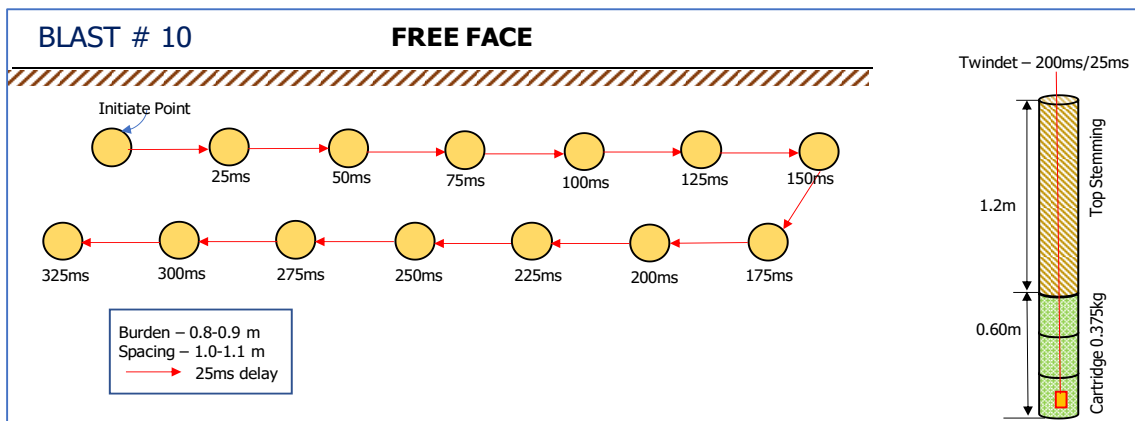 BLAST # 10
FREE FACE
Initiate Point
25ms
50ms
75ms
100ms
125ms
150ms
325ms
300ms
275ms
250ms
225ms
200ms
175ms
Burden – 0.8-0.9 m
Spacing – 1.0-1.1 m
25ms delay
Twindet – 200ms/25ms
1.2m
Top Stemming
0.60m
Cartridge 0.375kg